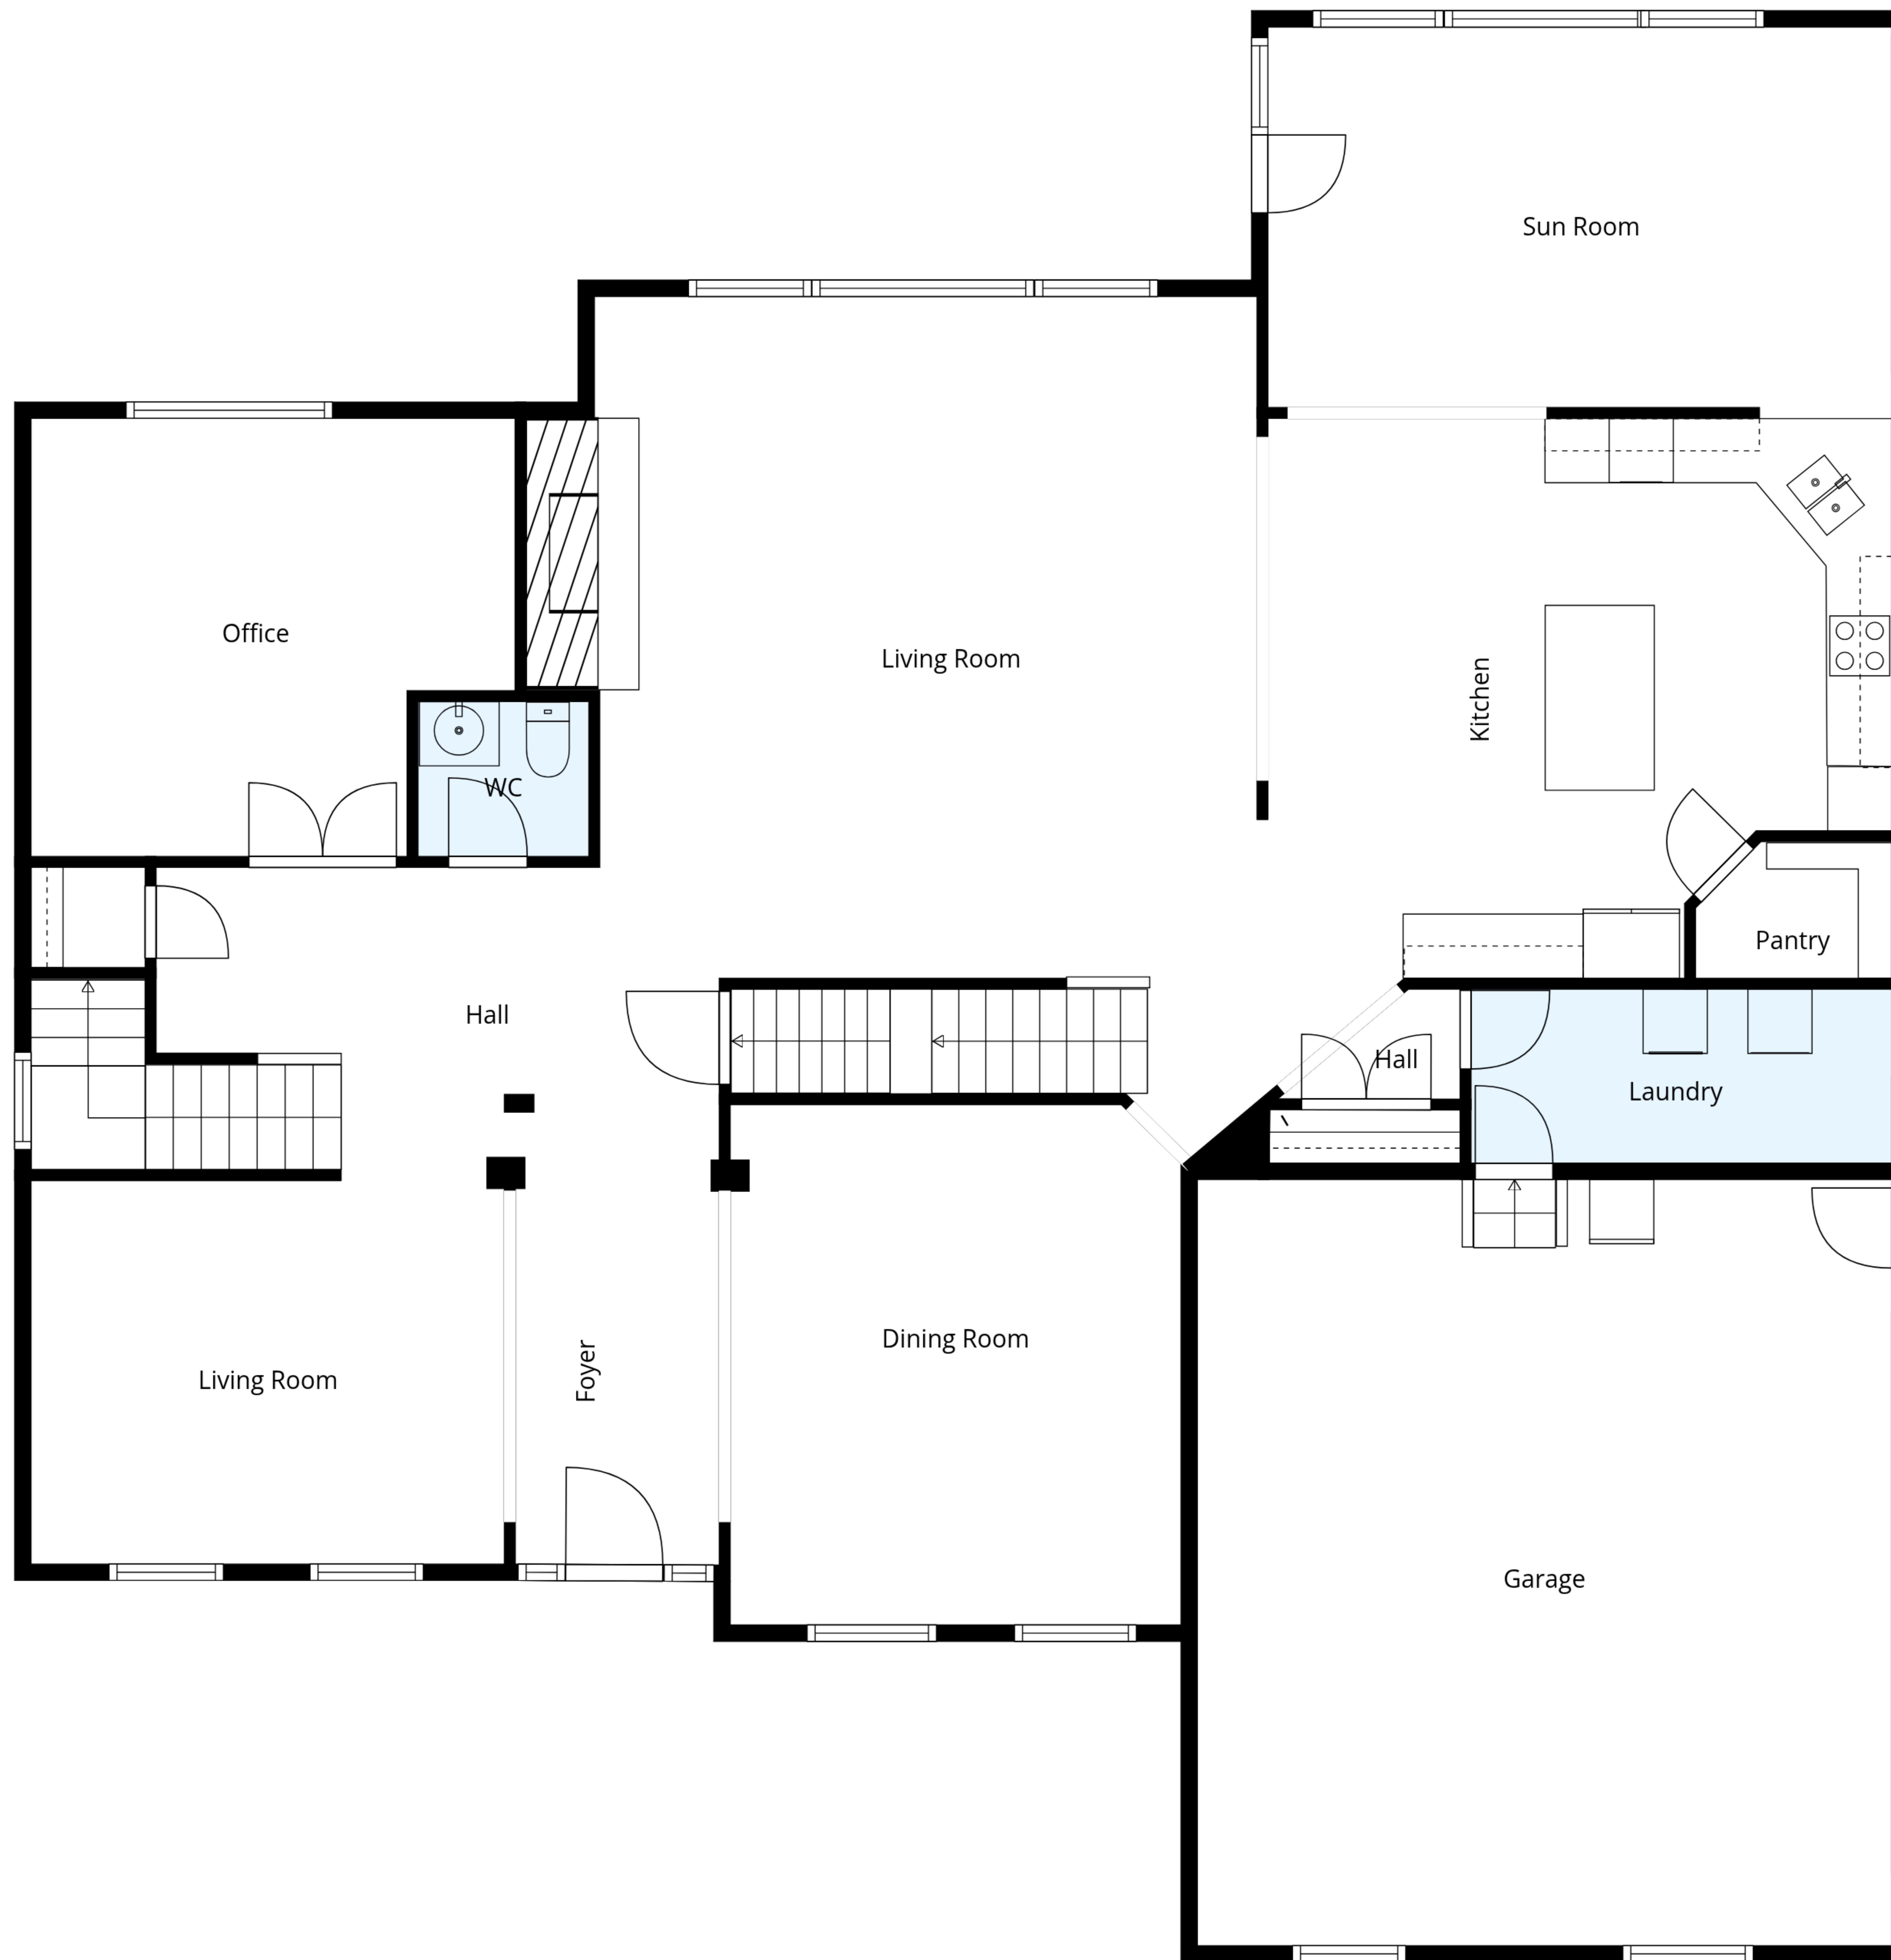 Sun Room
Office
Living Room
Kitchen
WC
Pantry
Hall
Hall
Laundry
Dining Room
Foyer
Living Room
Garage